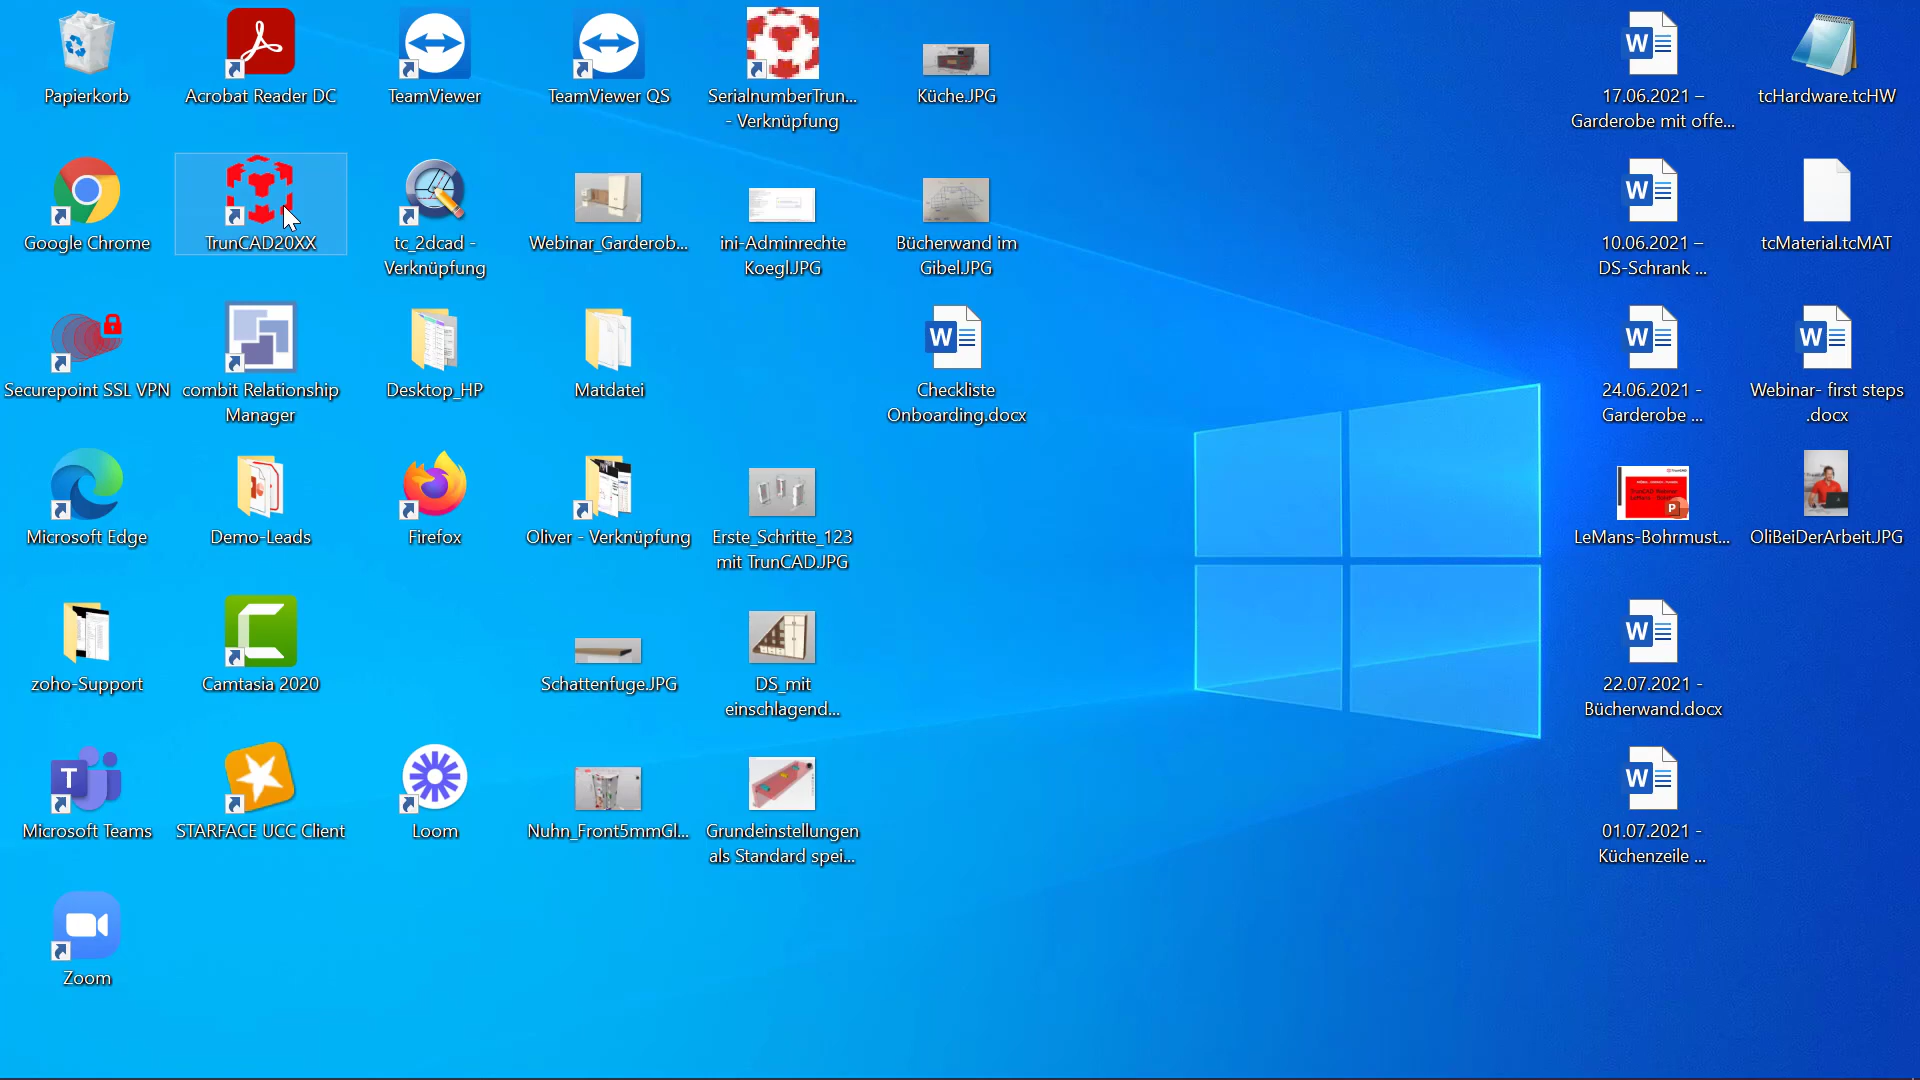 Papierkorb
Acrobat Reader DC
TeamViewer
TeamViewer QS
SerialnumberTrun...
- Verknüpfung
Küche.JPG
17.06.2021 –
Garderobe mit offe...
tcHardware.tcHW
Google Chrome
TrunCAD20XX
tc_2dcad -
Verknüpfung
Webinar_Garderob...
ini-Adminrechte
Koegl.JPG
Bücherwand im
Gibel.JPG
10.06.2021 –
DS-Schrank ...
tcMaterial.tcMAT
Securepoint SSL VPN
combit Relationship
Manager
Desktop_HP
Matdatei
Checkliste
Onboarding.docx
24.06.2021 -
Garderobe ...
Webinar- first steps
.docx
Microsoft Edge
Demo-Leads
Firefox
Oliver - Verknüpfung
Erste_Schritte_123
mit TrunCAD.JPG
LeMans-Bohrmust...
OliBeiDerArbeit.JPG
zoho-Support
Camtasia 2020
Schattenfuge.JPG
DS_mit
einschlagend...
22.07.2021 -
Bücherwand.docx
Microsoft Teams
STARFACE UCC Client
Loom
Nuhn_Front5mmGl...
Grundeinstellungen
als Standard spei...
01.07.2021 -
Küchenzeile ...
Zoom